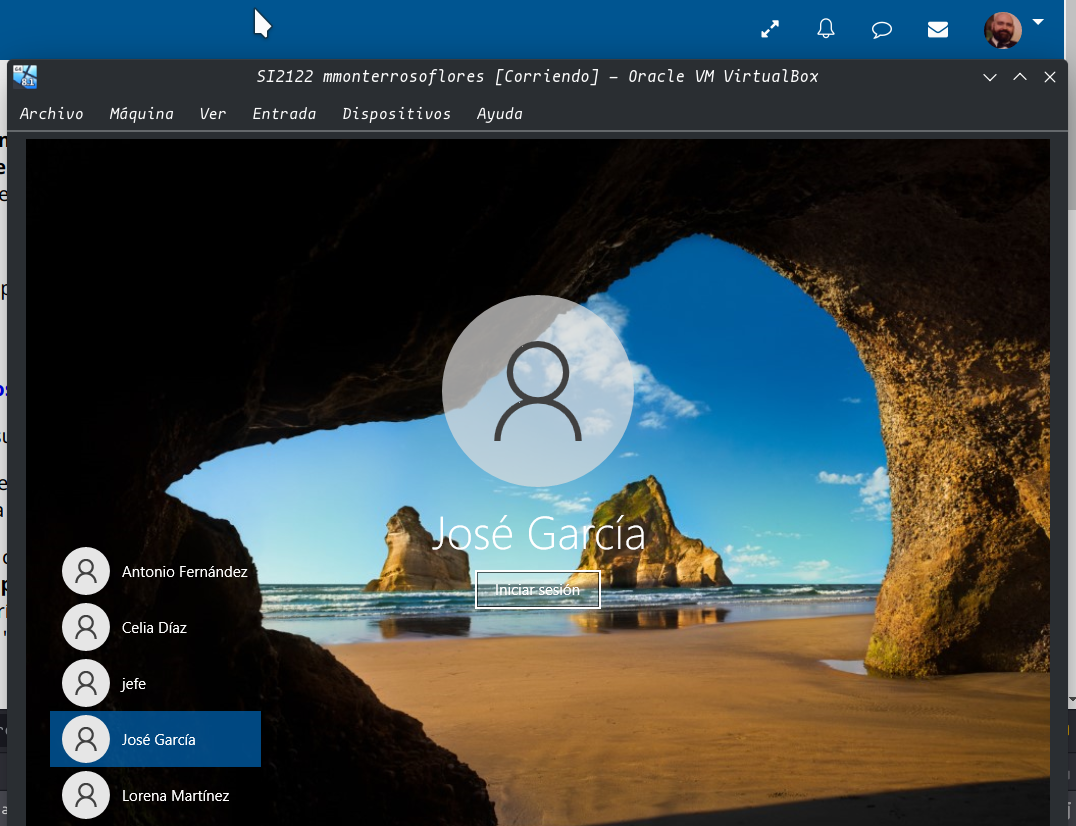 SI2122 mmonterrosoflores [Corriendo] – Oracle VM VirtualBox
Archivo Máquina Ver Entrada Dispositivos Ayuda
José García
Iniciar sesión
Antonio Fernández
Celia Díaz
jefe
José García
Lorena Martínez